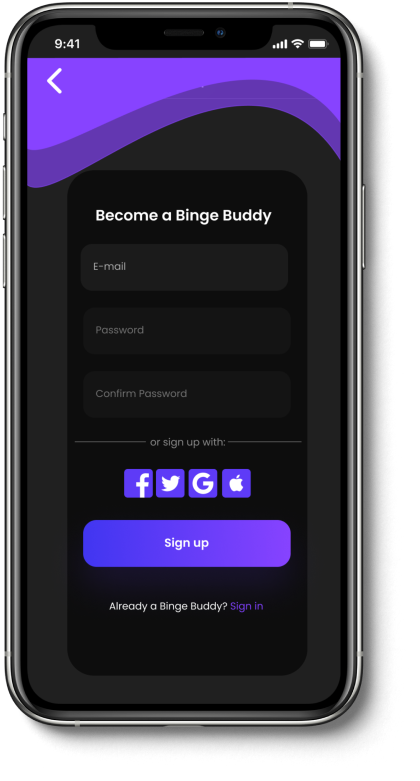 9:41
Become a Binge Buddy
E-mail
Password
Confirm Password
or sign up with:
Sign up
Already a Binge Buddy? Sign in